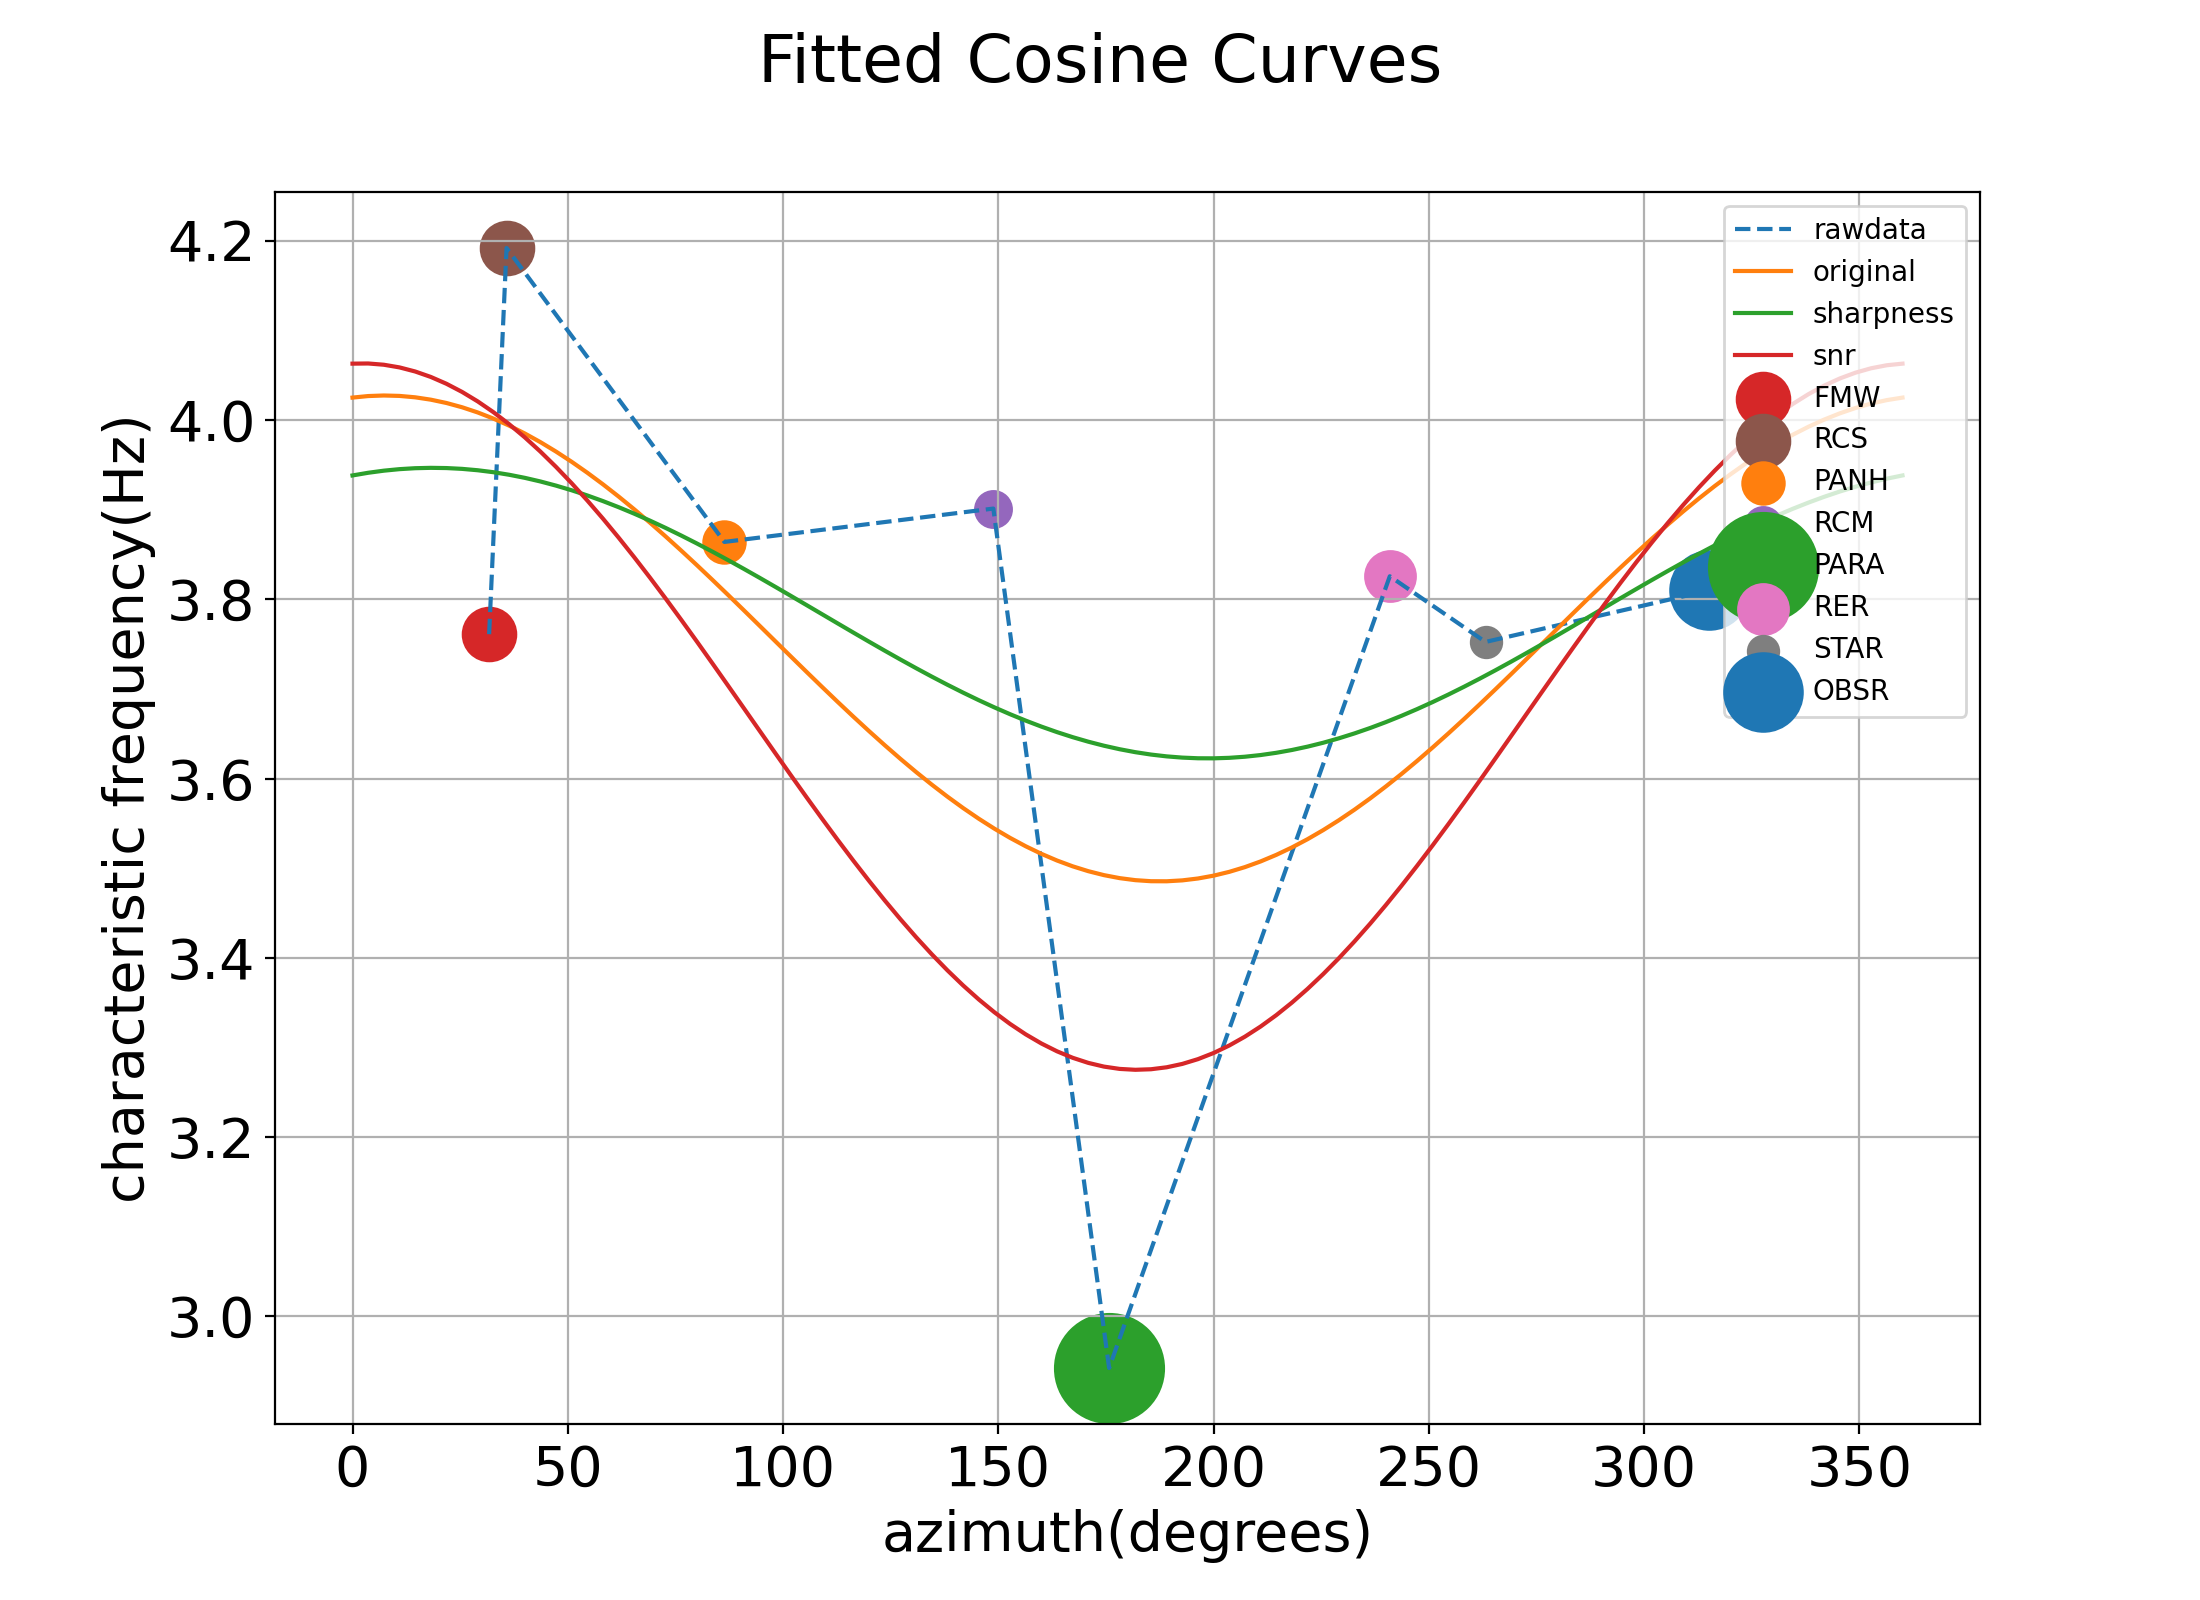 Fitted Cosine Curves
characteristic frequency(Hz)
4.2
4.0
3.8
3.6
3.4
3.2
3.0
rawdata
original
sharpness
snr
FMW
RCS
PANH
RCM
PARA
RER
STAR
OBSR
0 50 100 150 200 250 300 350
azimuth(degrees)